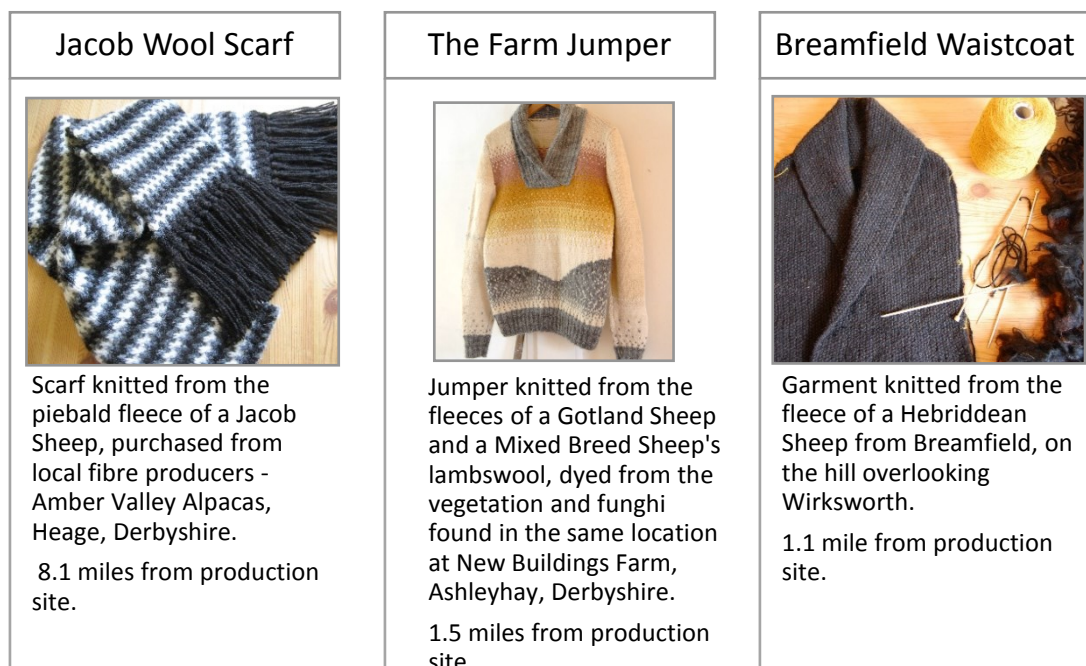 Jacob Wool Scarf
Scarf knitted from the
piebald fleece of a Jacob
Sheep, purchased from
local fibre producers -
Amber Valley Alpacas,
Heage, Derbyshire.
8.1 miles from production
site.
The Farm Jumper
Jumper knitted from the
fleeces of a Gotland Sheep
and a Mixed Breed Sheep's
lambswool, dyed from the
vegetation and funghi
found in the same location
at New Buildings Farm,
Ashleyhay, Derbyshire.
1.5 miles from production
site
Breamfield Waistcoat
Garment knitted from the
fleece of a Hebriddean
Sheep from Breamfield, on
the hill overlooking
Wirksworth.
1.1 mile from production
site.